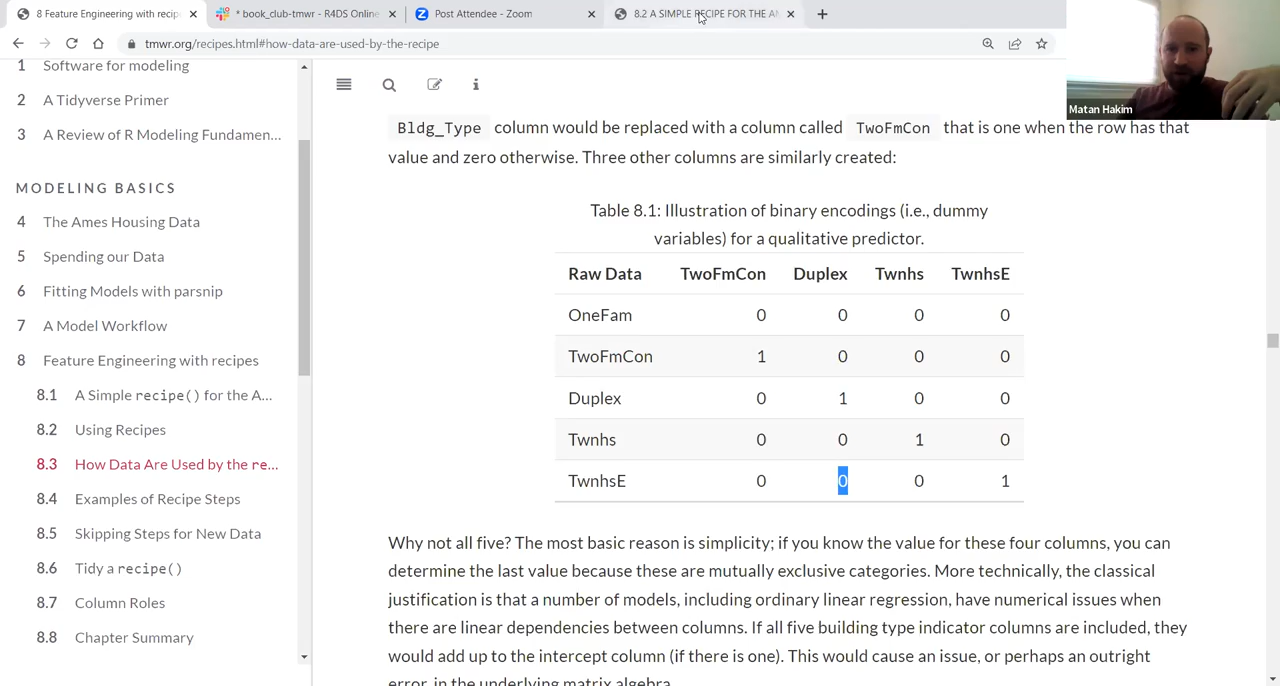 8 Feature Engineering with recip
* book_club-tmwr - R4DS Online
Post Attendee - Zoom
8.2 A SIMPLE RECIPE FOR THE AM
tmwr.org/recipes.html#how-data-are-used-by-the-recipe
Matan Hakim
1 Software for modeling
2 A Tidyverse Primer
3 A Review of R Modeling Fundamen...
MODELING BASICS
4 The Ames Housing Data
5 Spending our Data
6 Fitting Models with parsnip
7 A Model Workflow
8 Feature Engineering with recipes
8.1 A Simple recipe() for the A...
8.2 Using Recipes
8.3 How Data Are Used by the re...
8.4 Examples of Recipe Steps
8.5 Skipping Steps for New Data
8.6 Tidy a recipe()
8.7 Column Roles
8.8 Chapter Summary
Bldg_Type column would be replaced with a column called TwoFmCon that is one when the row has that
value and zero otherwise. Three other columns are similarly created:
Table 8.1: Illustration of binary encodings (i.e., dummy
variables) for a qualitative predictor.
Raw Data TwoFmCon Duplex Twnhs TwnhsE
OneFam 0 0 0 0
TwoFmCon 1 0 0 0
Duplex 0 1 0 0
Twnhs 0 0 1 0
TwnhsE 0 0 0 1
Why not all five? The most basic reason is simplicity; if you know the value for these four columns, you can
determine the last value because these are mutually exclusive categories. More technically, the classical
justification is that a number of models, including ordinary linear regression, have numerical issues when
there are linear dependencies between columns. If all five building type indicator columns are included, they
would add up to the intercept column (if there is one). This would cause an issue, or perhaps an outright
error, in the underlying matrix algebra.